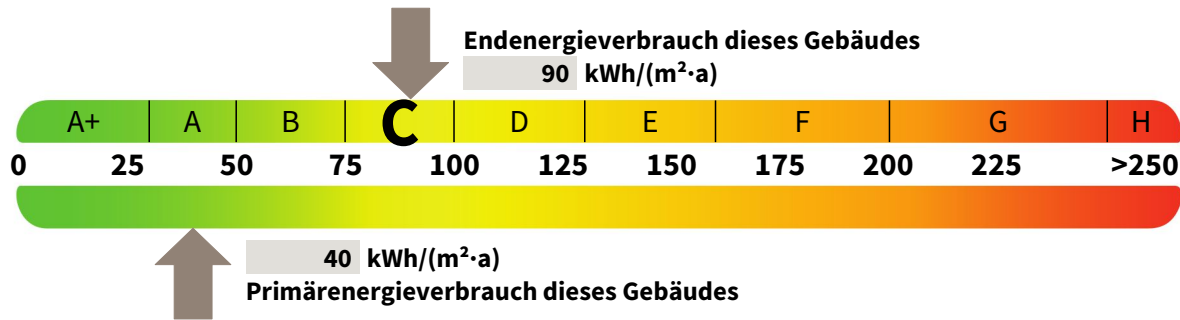 Endenergieverbrauch dieses Gebäudes
90 kWh/(m²·a)
A+ A B C D E F G H
0 25 50 75 100 125 150 175 200 225 >250
40 kWh/(m²·a)
Primärenergieverbrauch dieses Gebäudes